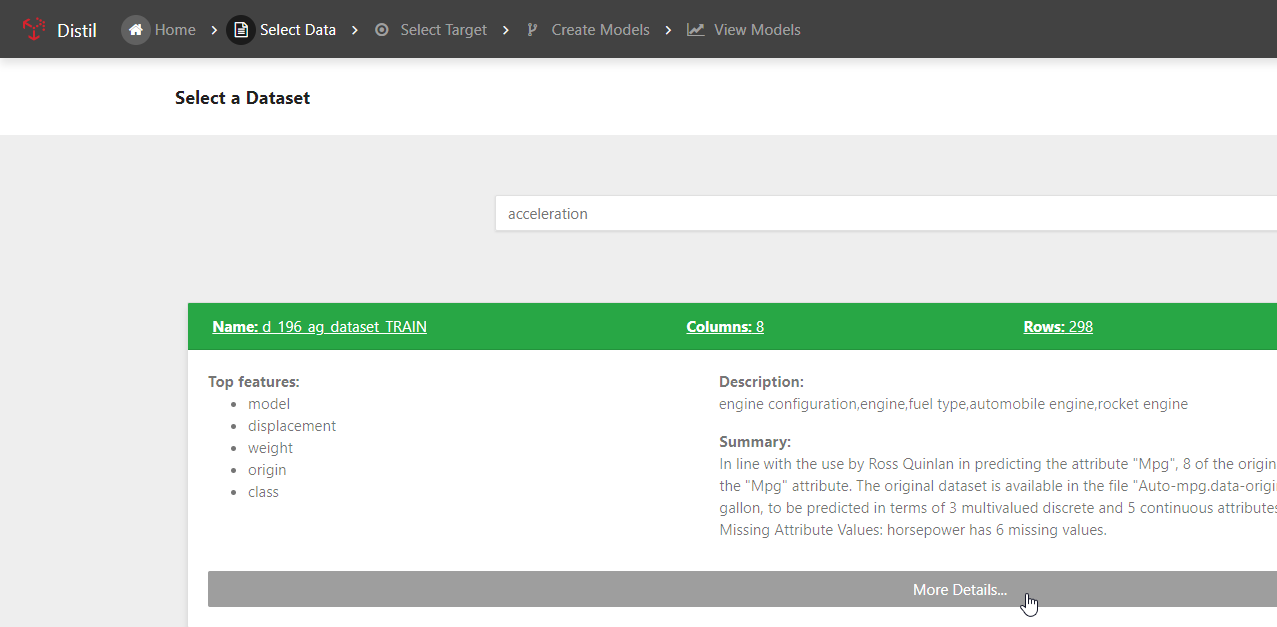 Distil Home Select Data Select Target Create Models View Models
Select a Dataset
acceleration
Name: d_196_ag_dataset_TRAIN Columns: 8 Rows: 298
Top features:
model
displacement
weight
origin
class
Description:
engine configuration,engine,fuel type,automobile engine,rocket engine
Summary:
In line with the use by Ross Quinlan in predicting the attribute "Mpg", 8 of the origin
the "Mpg" attribute. The original dataset is available in the file "Auto-mpg.data-origi
gallon, to be predicted in terms of 3 multivalued discrete and 5 continuous attributes
Missing Attribute Values: horsepower has 6 missing values.
More Details...